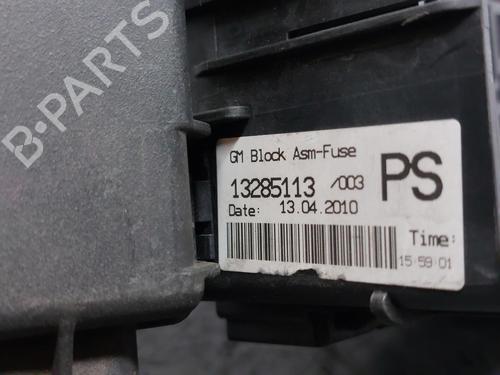 B-PARTS
GM Block Asm-Fuse
13285113 /003 PS
Date: 13.04.2010
Time:
15:59:01